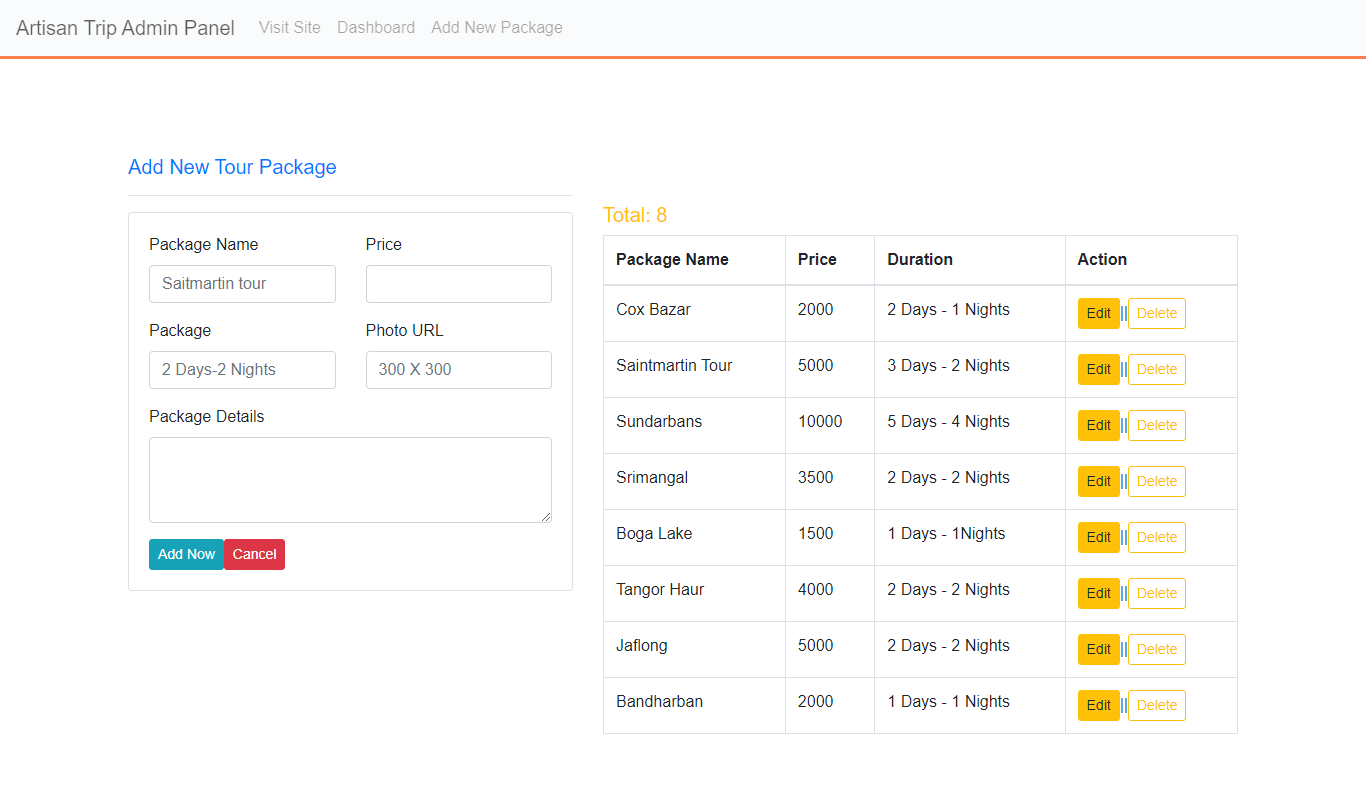 Artisan Trip Admin Panel Visit Site Dashboard Add New Package
Add New Tour Package
Package Name Price
Saitmartin tour
Package Photo URL
2 Days-2 Nights 300 X 300
Package Details
Add Now Cancel
Total: 8
Package Name Price Duration Action
Cox Bazar 2000 2 Days - 1 Nights Edit || Delete
Saintmartin Tour 5000 3 Days - 2 Nights Edit || Delete
Sundarbans 10000 5 Days - 4 Nights Edit || Delete
Srimangal 3500 2 Days - 2 Nights Edit || Delete
Boga Lake 1500 1 Days - 1Nights Edit || Delete
Tangor Haur 4000 2 Days - 2 Nights Edit || Delete
Jaflong 5000 2 Days - 2 Nights Edit || Delete
Bandharban 2000 1 Days - 1 Nights Edit || Delete